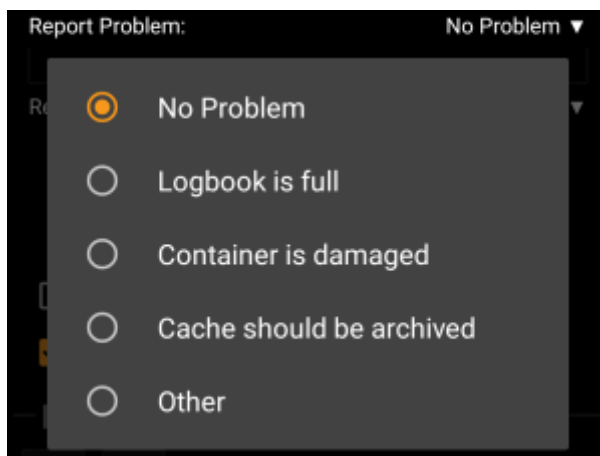 Report Problem: No Problem ▼
No Problem
Logbook is full
Container is damaged
Cache should be archived
Other